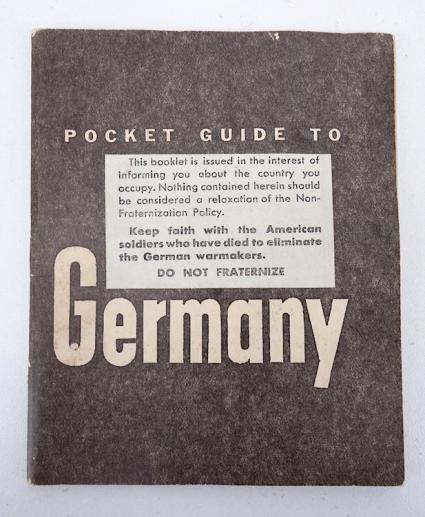 POCKET GUIDE TO
This booklet is issued in the interest of
informing you about the country you
occupy. Nothing contained herein should
be considered a relaxation of the Non-
Fraternization Policy.
Keep faith with the American
soldiers who have died to eliminate
the German warmakers.
DO NOT FRATERNIZE
Germany